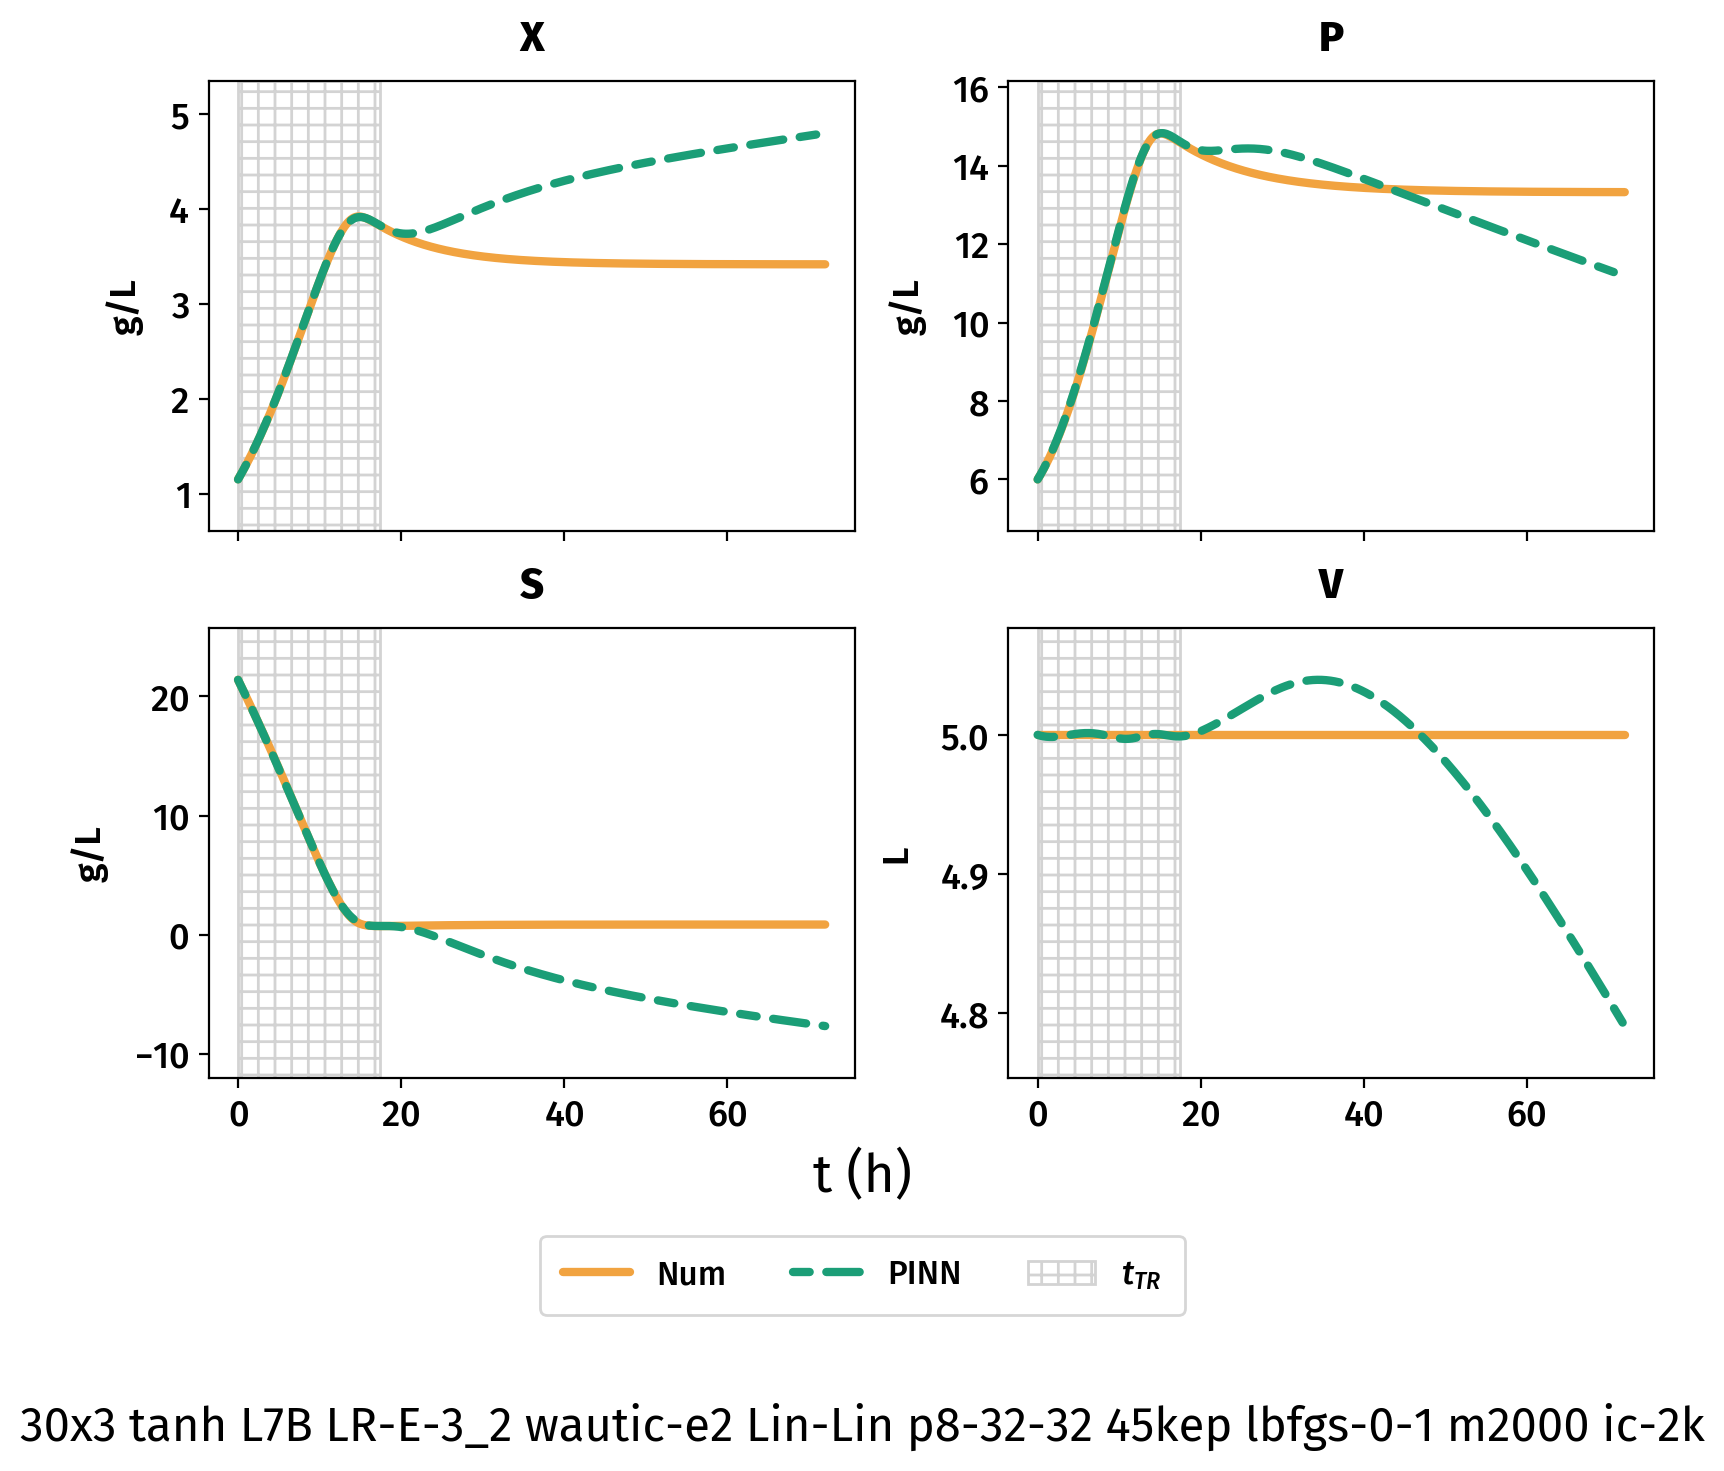 X
P
5
4
3
2
1
g/L
16
14
12
10
8
6
g/L
S
V
20
10
0
−10
g/L
5.0
4.9
4.8
L
0 20 40 60
0 20 40 60
t (h)
Num PINN tTR
30x3 tanh L7B LR-E-3_2 wautic-e2 Lin-Lin p8-32-32 45kep lbfgs-0-1 m2000 ic-2k